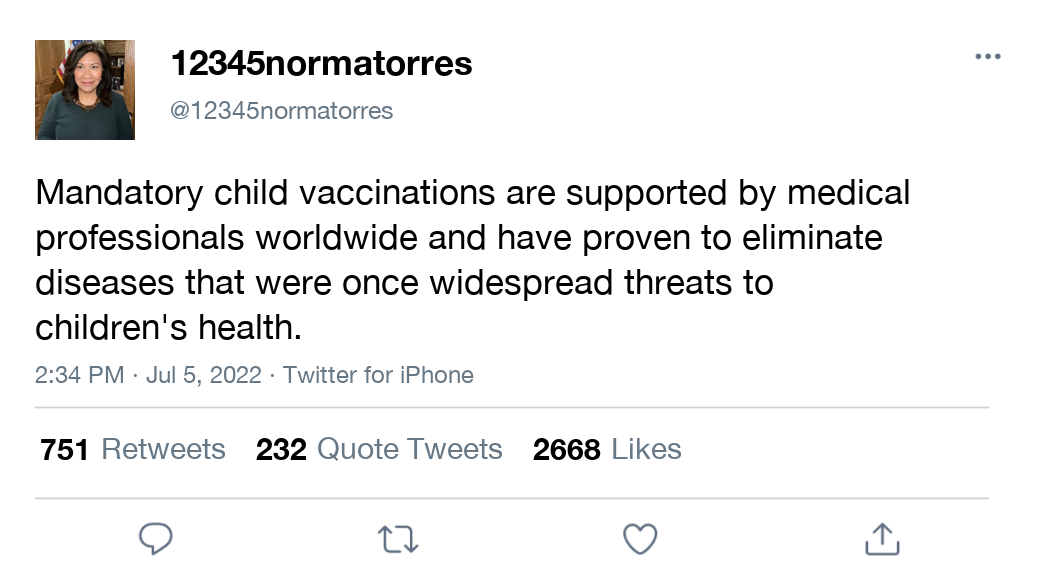 12345normatorres
@12345normatorres
Mandatory child vaccinations are supported by medical
professionals worldwide and have proven to eliminate
diseases that were once widespread threats to
children's health.
2:34 PM · Jul 5, 2022 · Twitter for iPhone
751 Retweets 232 Quote Tweets 2668 Likes